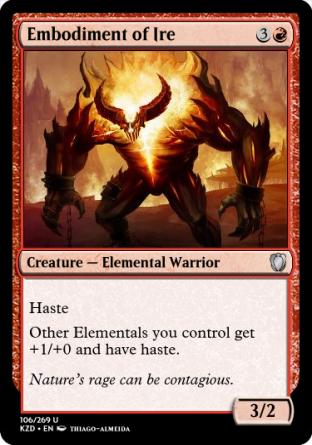 Embodiment of Ire 3
Creature — Elemental Warrior
Haste
Other Elementals you control get
+1/+0 and have haste.
Nature's rage can be contagious.
3/2
106/269 U
KZD • EN THIAGO-ALMEIDA